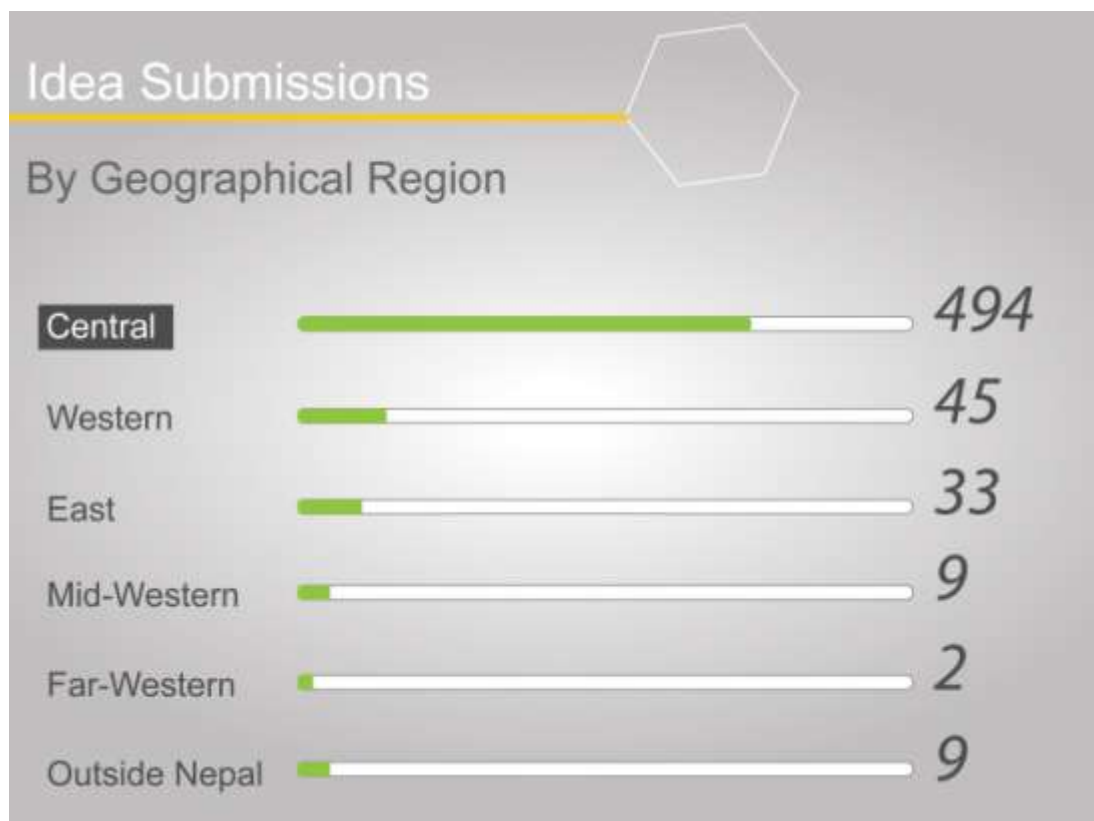 Idea Submissions
By Geographical Region
Central 494
Western 45
East 33
Mid-Western 9
Far-Western 2
Outside Nepal 9